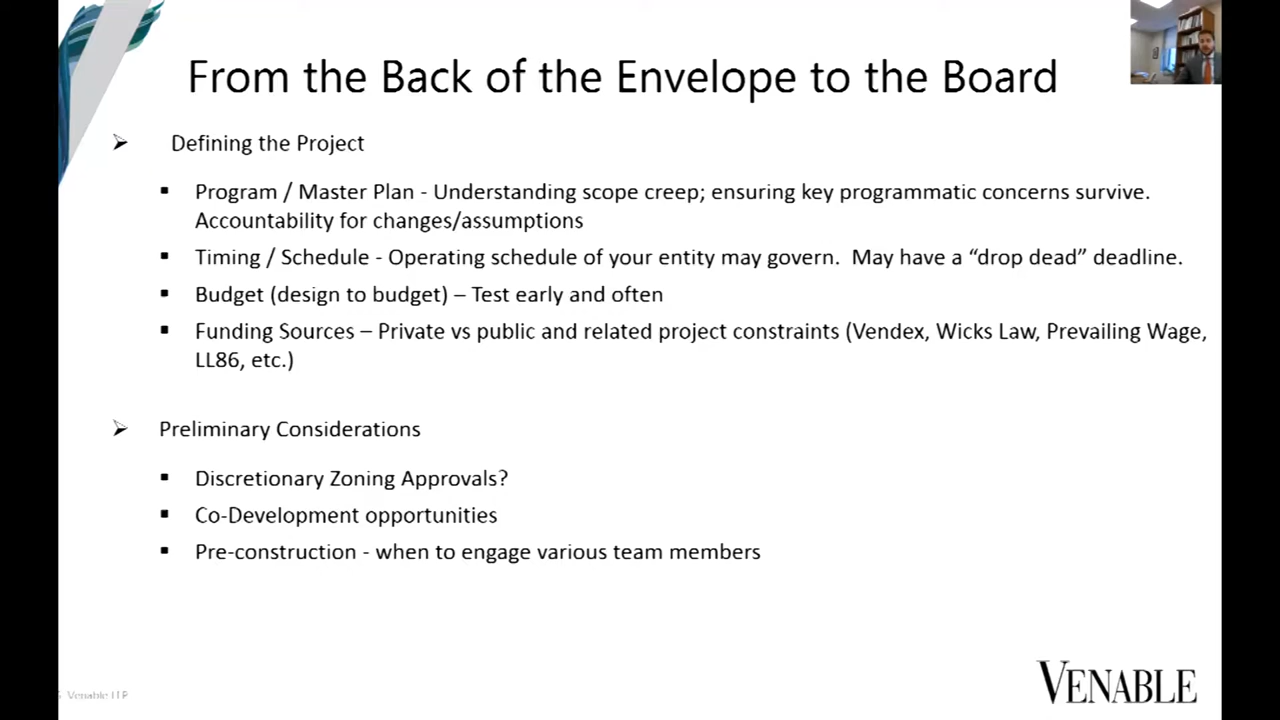 From the Back of the Envelope to the Board
Defining the Project
Program / Master Plan - Understanding scope creep; ensuring key programmatic concerns survive.
Accountability for changes/assumptions
Timing / Schedule - Operating schedule of your entity may govern.  May have a “drop dead” deadline.
Budget (design to budget) – Test early and often
Funding Sources – Private vs public and related project constraints (Vendex, Wicks Law, Prevailing Wage,
LL86, etc.)
Preliminary Considerations
Discretionary Zoning Approvals?
Co-Development opportunities
Pre-construction - when to engage various team members
Venable LLP
VENABLE